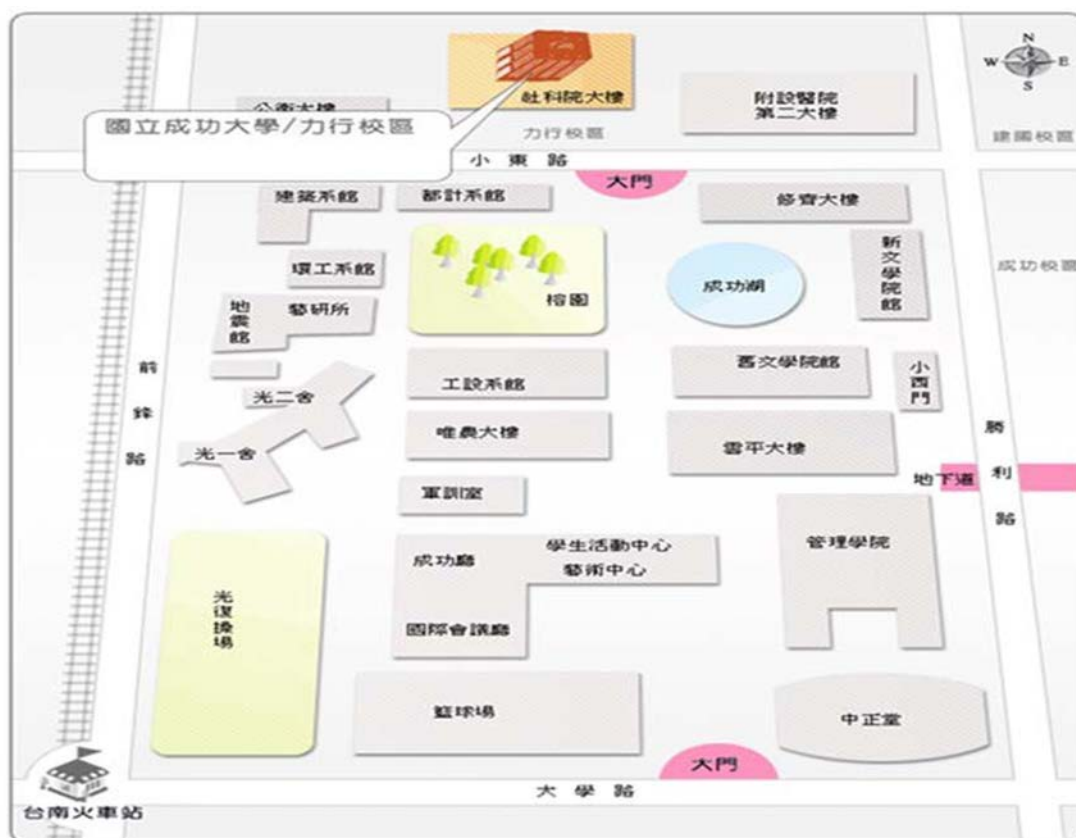 N
W E
S
社科院大樓
附設醫院
第二大樓
公衛大樓
國立成功大學/力行校區
力行校區
建國校區
小東路
大門
建築系館
都計系館
修齊大樓
新文學院館
環工系館
榕園
成功湖
成功校區
地震館
藝研所
前鋒路
工設系館
舊文學院館
小西門
光二舍
唯農大樓
雲平大樓
勝利路
光一舍
地下道
軍訓室
管理學院
成功廳
學生活動中心
藝術中心
光復操場
國際會議廳
籃球場
中正堂
大門
大學路
台南火車站